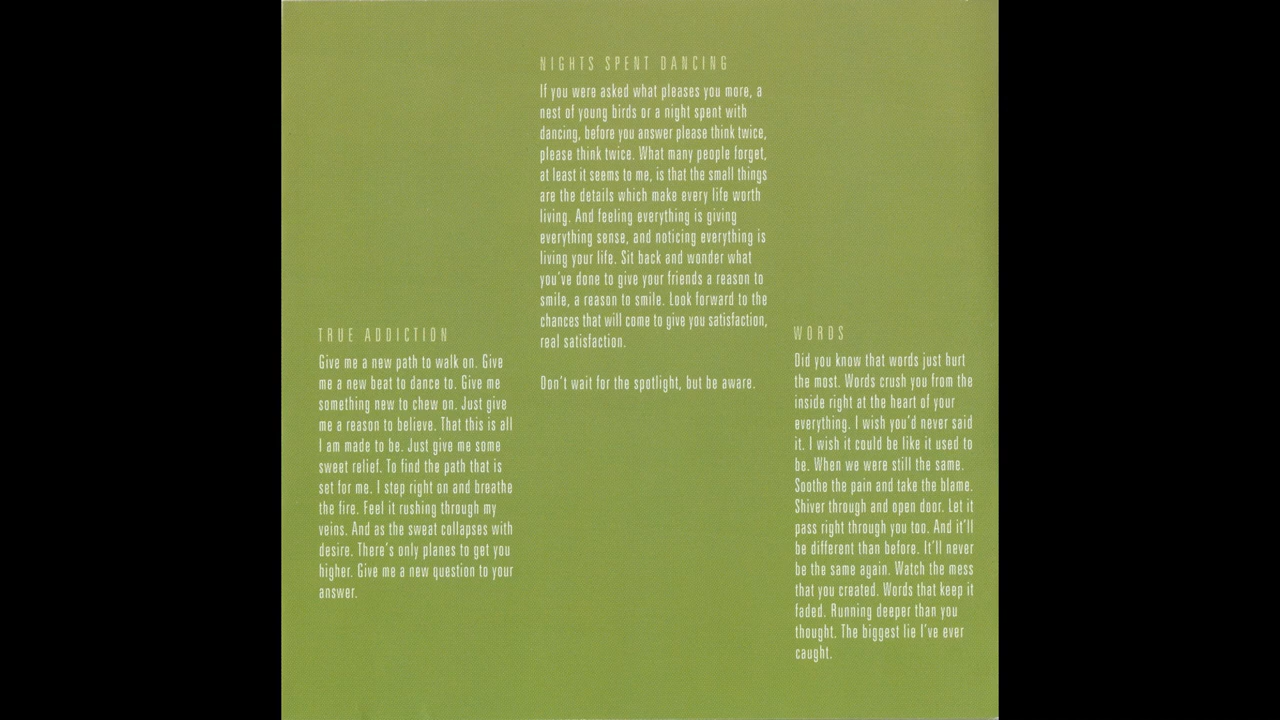 TRUE ADDICTION
Give me a new path to walk on. Give
me a new beat to dance to. Give me
something new to chew on. Just give
me a reason to believe. That this is all
I am made to be. Just give me some
sweet relief. To find the path that is
set for me. I step right on and breathe
the fire. Feel it rushing through my
veins. And as the sweat collapses with
desire. There's only planes to get you
higher. Give me a new question to your
answer.
NIGHTS SPENT DANCING
If you were asked what pleases you more, a
nest of young birds or a night spent with
dancing, before you answer please think twice,
please think twice. What many people forget,
at least it seems to me, is that the small things
are the details which make every life worth
living. And feeling everything is giving
everything sense, and noticing everything is
living your life. Sit back and wonder what
you've done to give your friends a reason to
smile, a reason to smile. Look forward to the
chances that will come to give you satisfaction,
real satisfaction.
Don't wait for the spotlight, but be aware.
WORDS
Did you know that words just hurt
the most. Words crush you from the
inside right at the heart of your
everything. I wish you'd never said
it. I wish it could be like it used to
be. When we were still the same.
Soothe the pain and take the blame.
Shiver through and open door. Let it
pass right through you too. And it'll
be different than before. It'll never
be the same again. Watch the mess
that you created. Words that keep it
faded. Running deeper than you
thought. The biggest lie I've ever
caught.